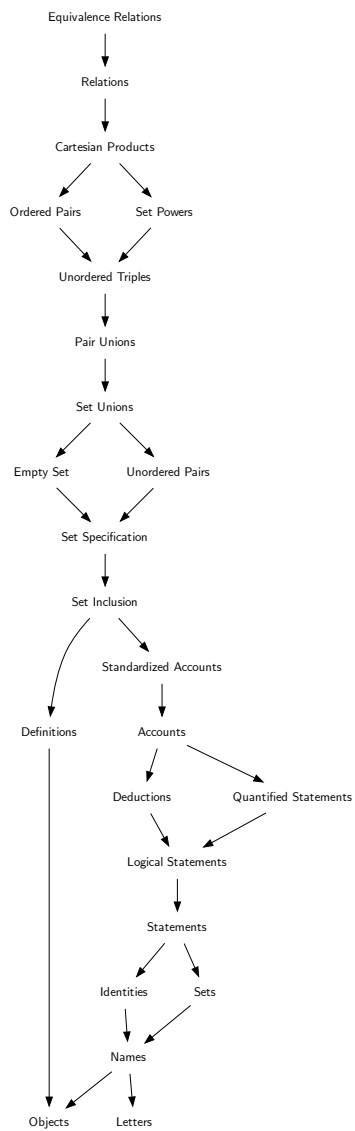 Equivalence Relations
Relations
Cartesian Products
Ordered Pairs
Set Powers
Unordered Triples
Pair Unions
Set Unions
Empty Set
Unordered Pairs
Set Specification
Set Inclusion
Standardized Accounts
Definitions
Accounts
Deductions
Quantified Statements
Logical Statements
Statements
Identities
Sets
Names
Objects
Letters